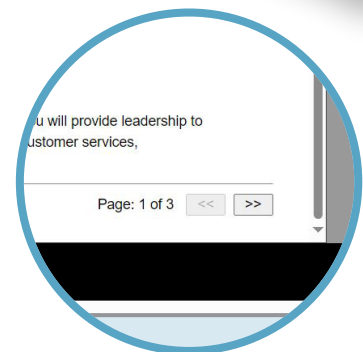 u will provide leadership to
ustomer services,
Page: 1 of 3 << >>